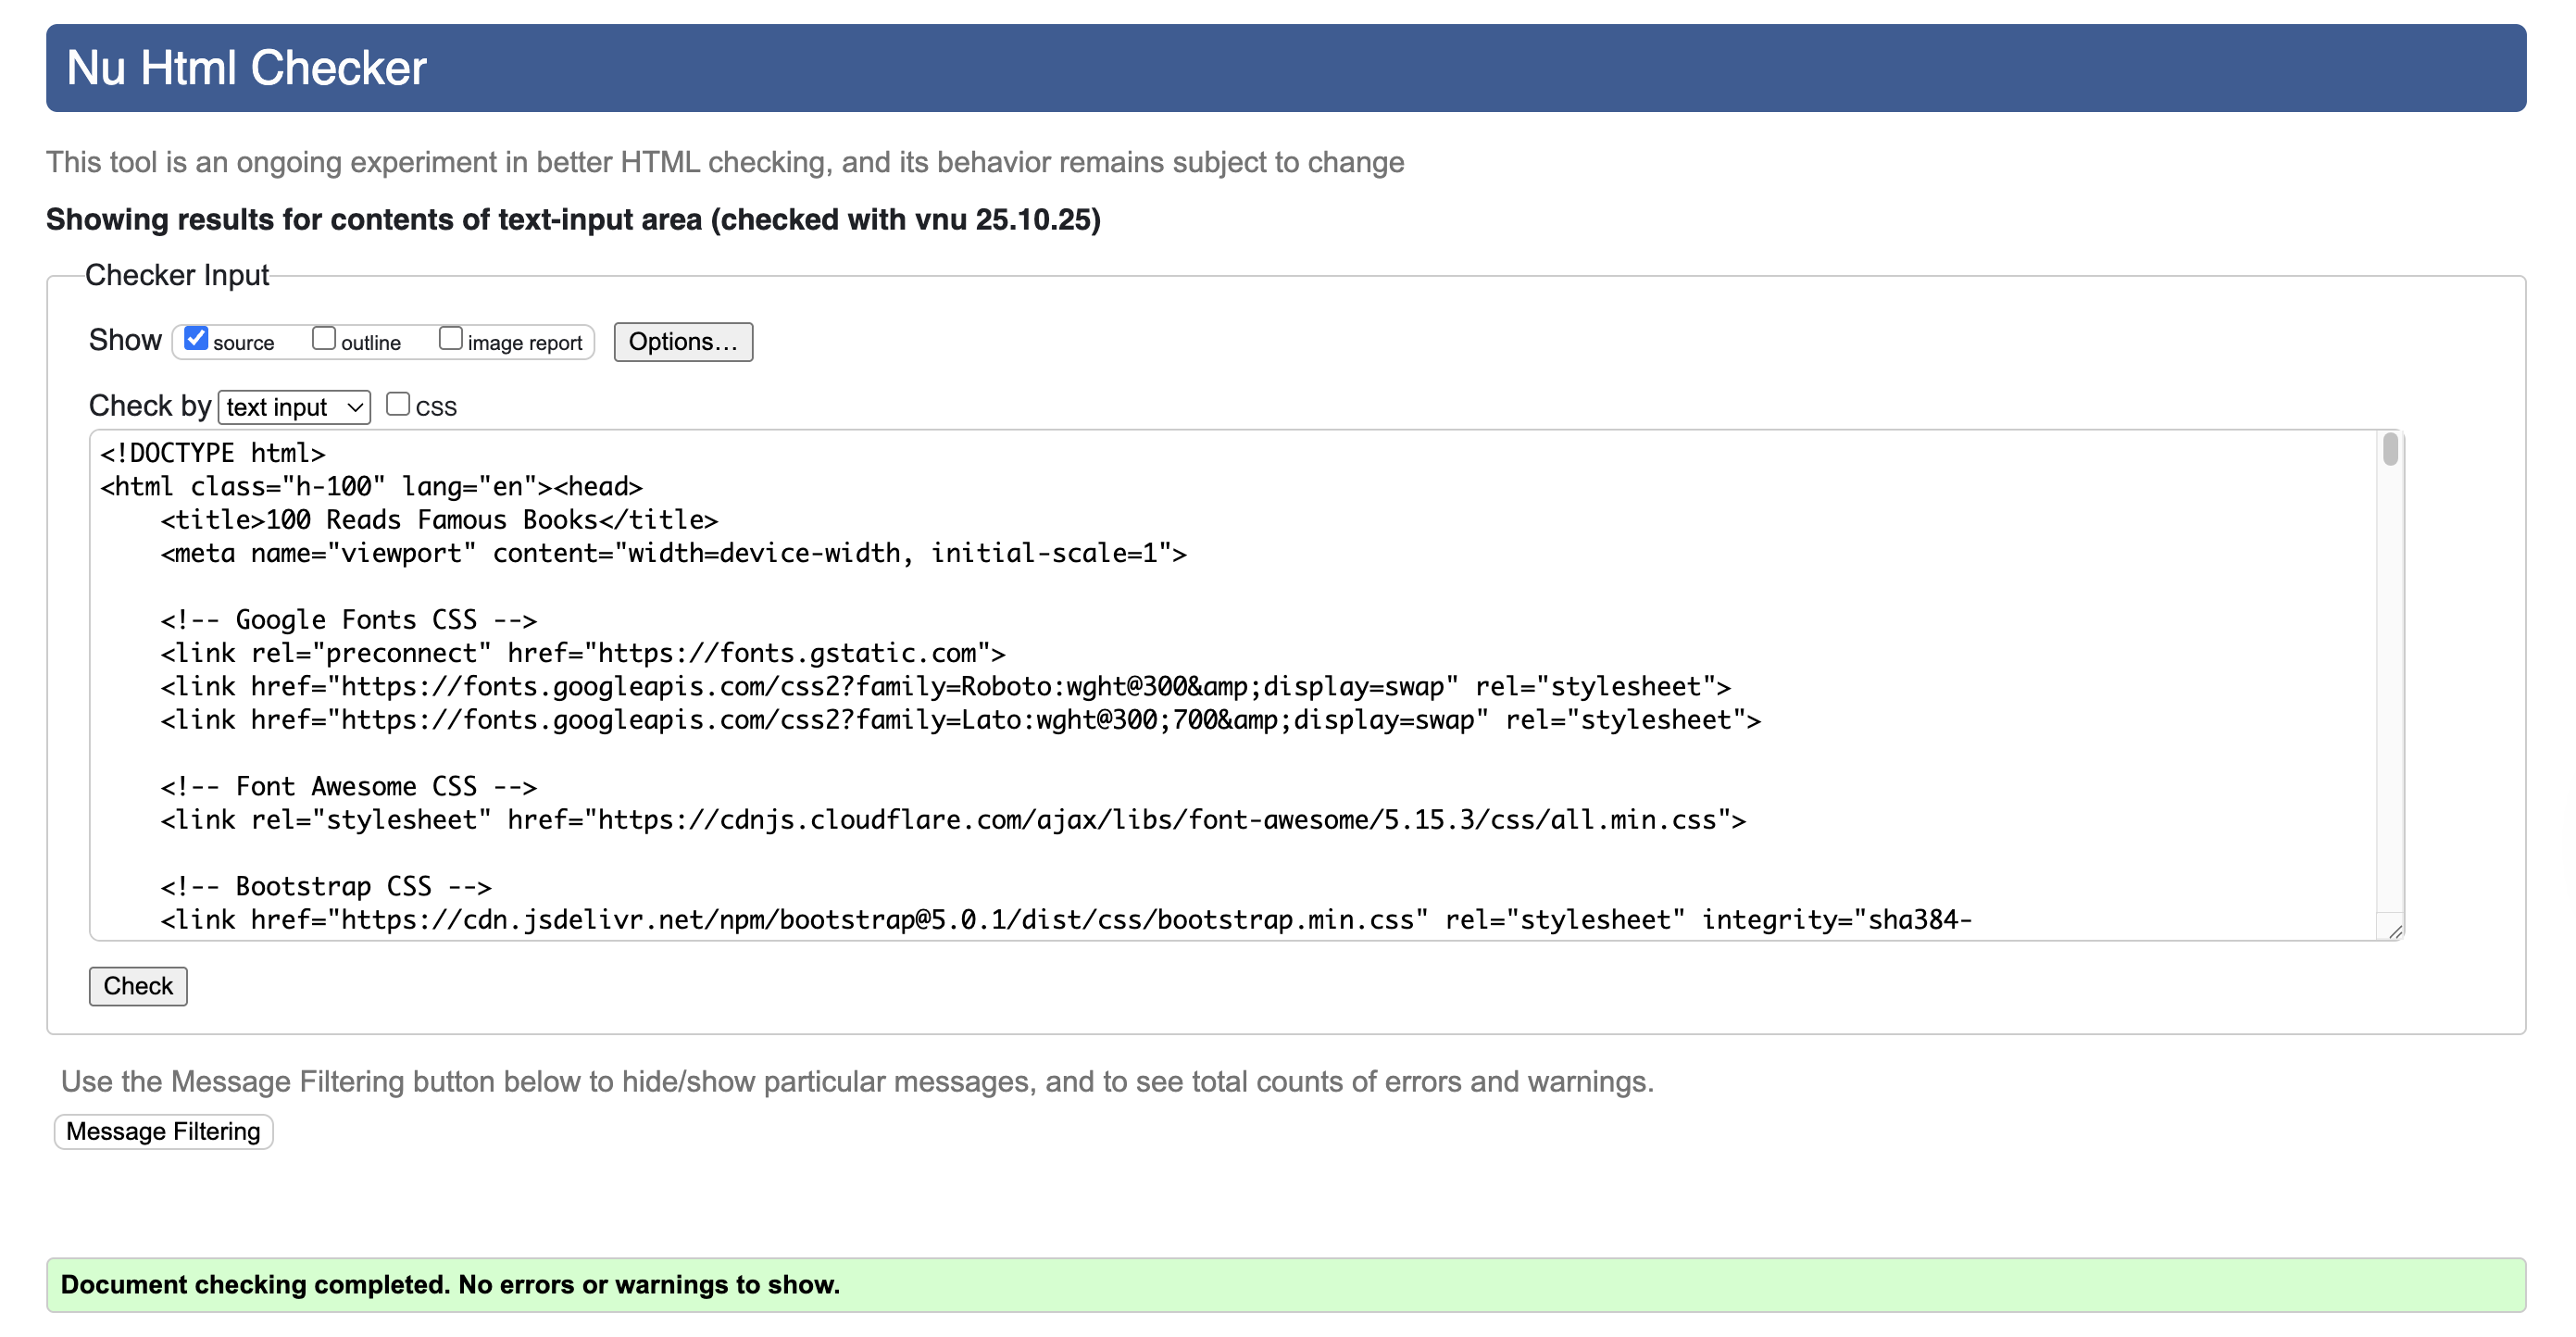 Nu Html Checker
This tool is an ongoing experiment in better HTML checking, and its behavior remains subject to change
Showing results for contents of text-input area (checked with vnu 25.10.25)
Checker Input
Show source outline image report Options…
Check by text input CSS
<!DOCTYPE html>
<html class="h-100" lang="en"><head>
    <title>100 Reads Famous Books</title>
    <meta name="viewport" content="width=device-width, initial-scale=1">
    <!-- Google Fonts CSS -->
    <link rel="preconnect" href="https://fonts.gstatic.com">
    <link href="https://fonts.googleapis.com/css2?family=Roboto:wght@300&amp;display=swap" rel="stylesheet">
    <link href="https://fonts.googleapis.com/css2?family=Lato:wght@300;700&amp;display=swap" rel="stylesheet">
    <!-- Font Awesome CSS -->
    <link rel="stylesheet" href="https://cdnjs.cloudflare.com/ajax/libs/font-awesome/5.15.3/css/all.min.css">
    <!-- Bootstrap CSS -->
    <link href="https://cdn.jsdelivr.net/npm/bootstrap@5.0.1/dist/css/bootstrap.min.css" rel="stylesheet" integrity="sha384-
Check
Use the Message Filtering button below to hide/show particular messages, and to see total counts of errors and warnings.
Message Filtering
Document checking completed. No errors or warnings to show.